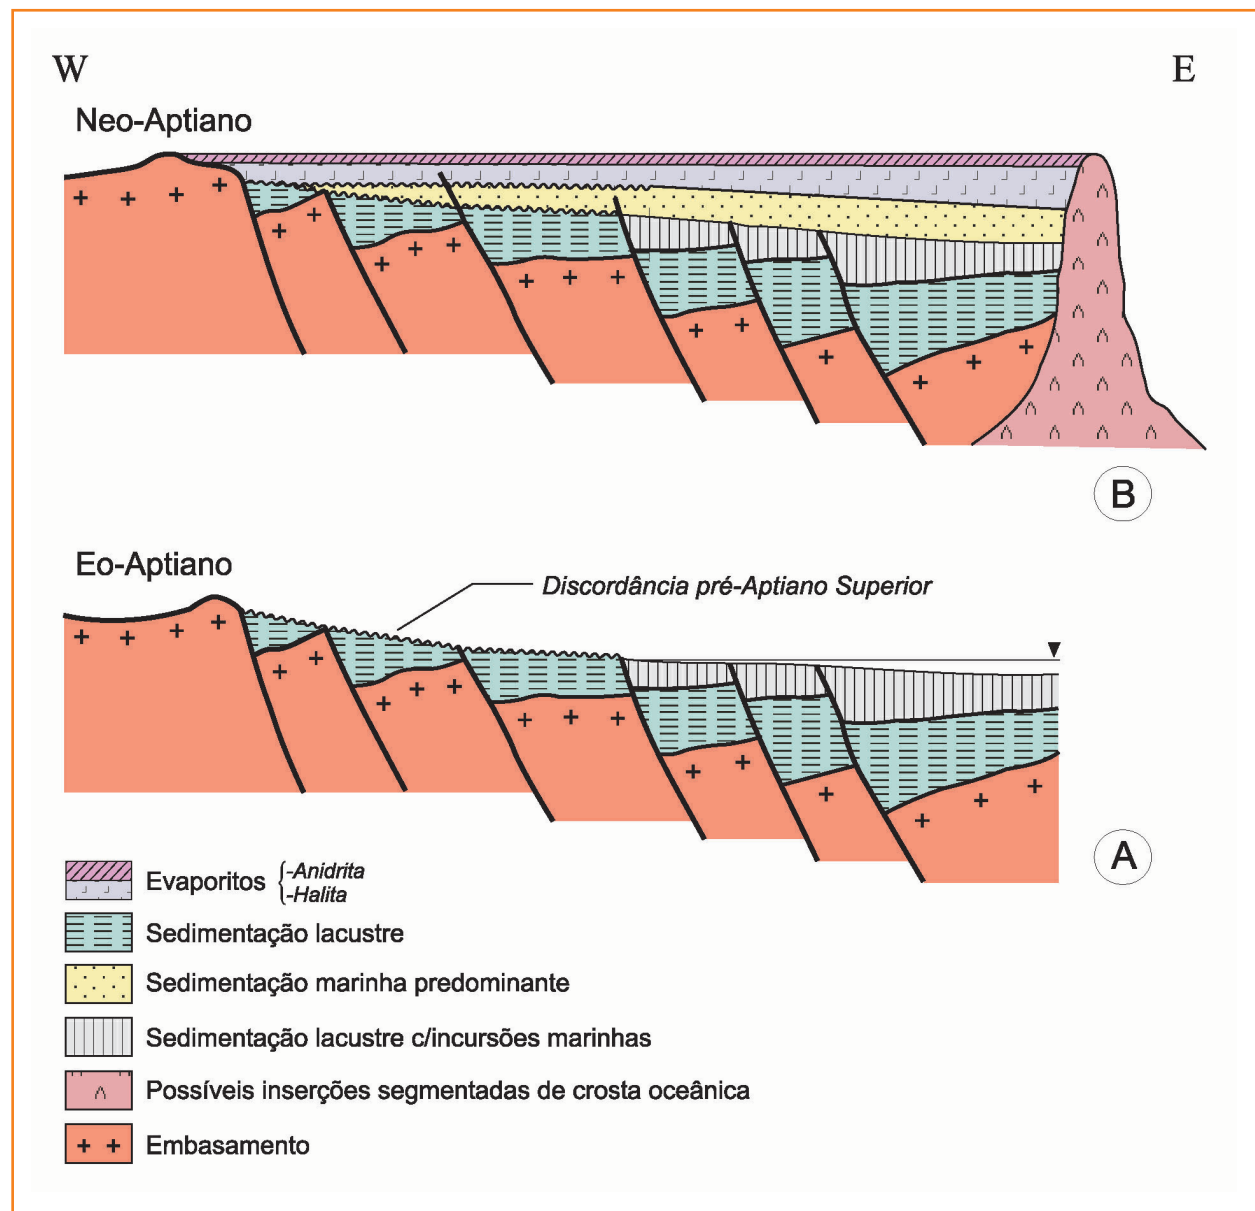 W
E
Neo-Aptiano
B
Eo-Aptiano
Discordância pré-Aptiano Superior
A
Evaporitos {-Anidrita
-Halita
Sedimentação lacustre
Sedimentação marinha predominante
Sedimentação lacustre c/incursões marinhas
Possíveis inserções segmentadas de crosta oceânica
Embasamento